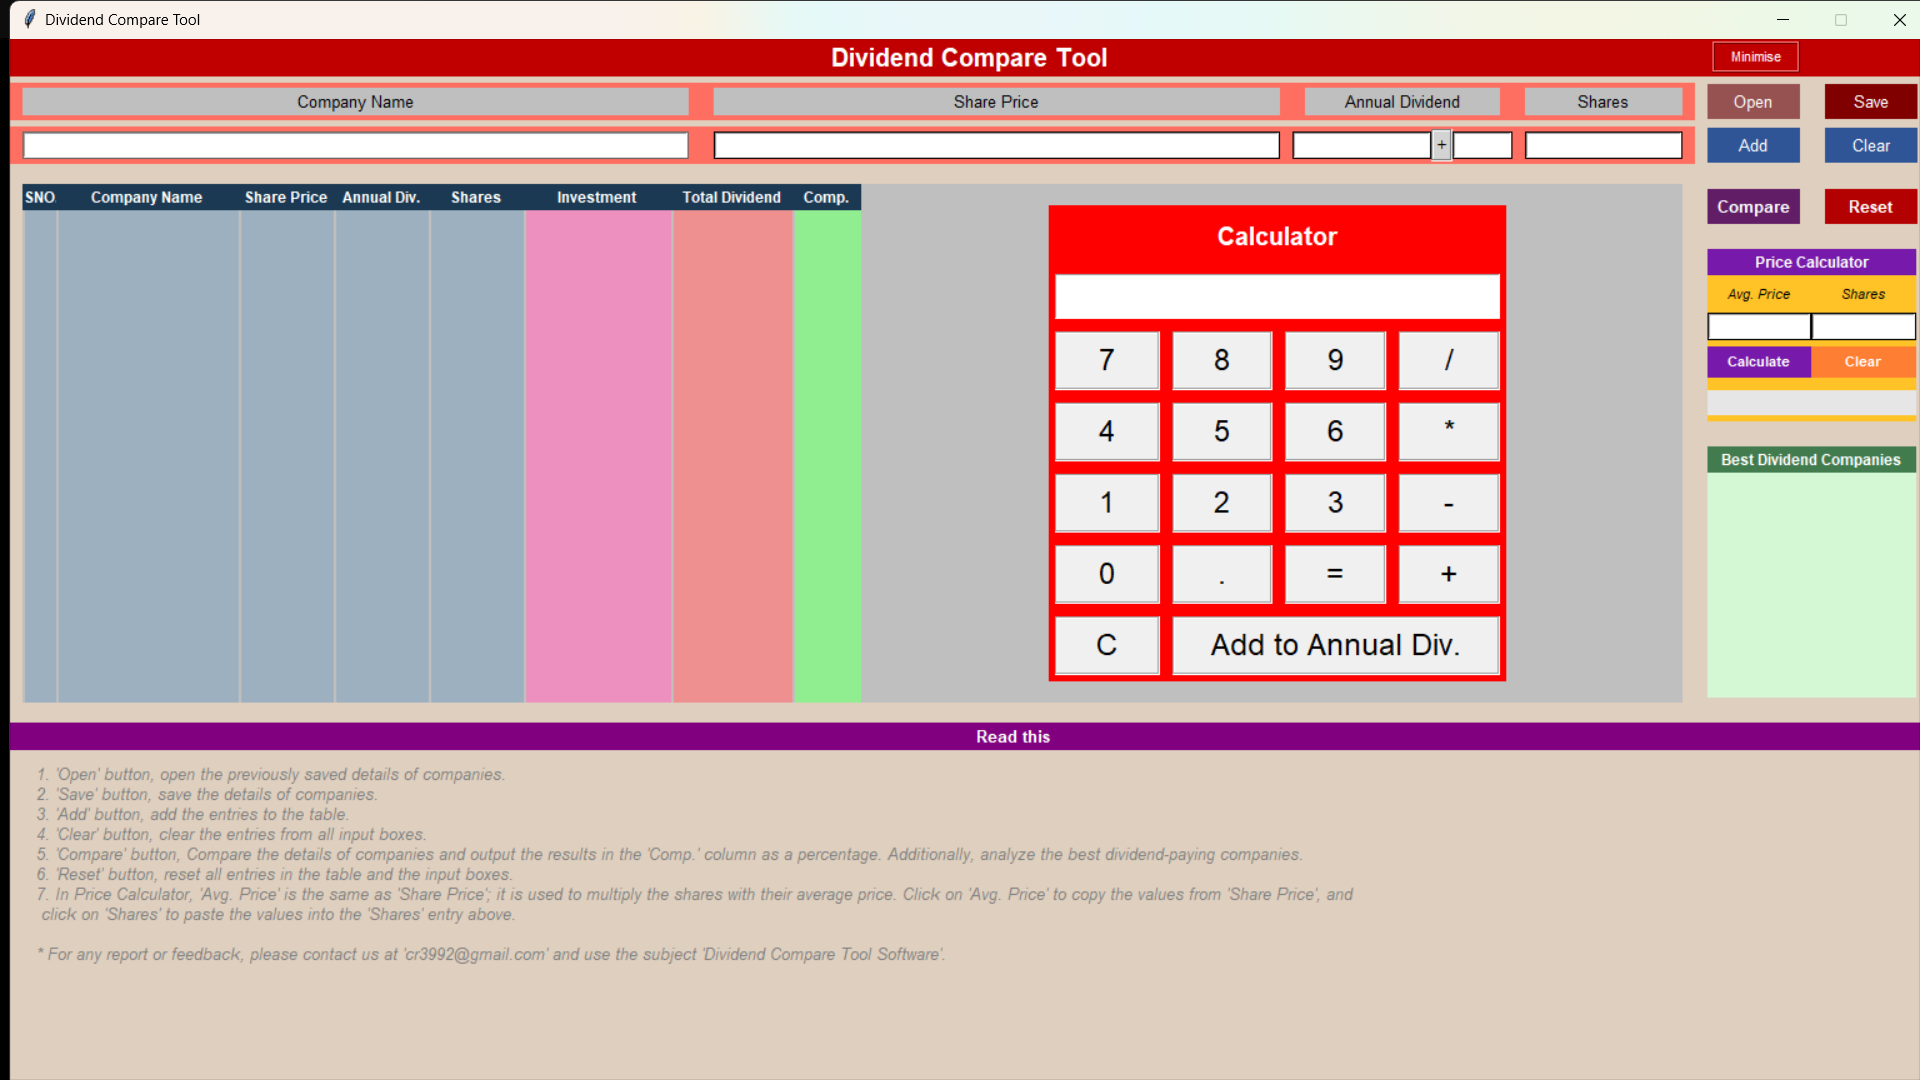 Dividend Compare Tool
Dividend Compare Tool
Minimise
Company Name Share Price Annual Dividend Shares
Open Save
+
Add Clear
SNO. Company Name Share Price Annual Div. Shares Investment Total Dividend Comp.
Compare Reset
Calculator
7 8 9 /
4 5 6 *
1 2 3 -
0 . = +
C Add to Annual Div.
Price Calculator
Avg. Price Shares
Calculate Clear
Best Dividend Companies
Read this
1. 'Open' button, open the previously saved details of companies.
2. 'Save' button, save the details of companies.
3. 'Add' button, add the entries to the table.
4. 'Clear' button, clear the entries from all input boxes.
5. 'Compare' button, Compare the details of companies and output the results in the 'Comp.' column as a percentage. Additionally, analyze the best dividend-paying companies.
6. 'Reset' button, reset all entries in the table and the input boxes.
7. In Price Calculator, 'Avg. Price' is the same as 'Share Price'; it is used to multiply the shares with their average price. Click on 'Avg. Price' to copy the values from 'Share Price', and
click on 'Shares' to paste the values into the 'Shares' entry above.
* For any report or feedback, please contact us at 'cr3992@gmail.com' and use the subject 'Dividend Compare Tool Software'.